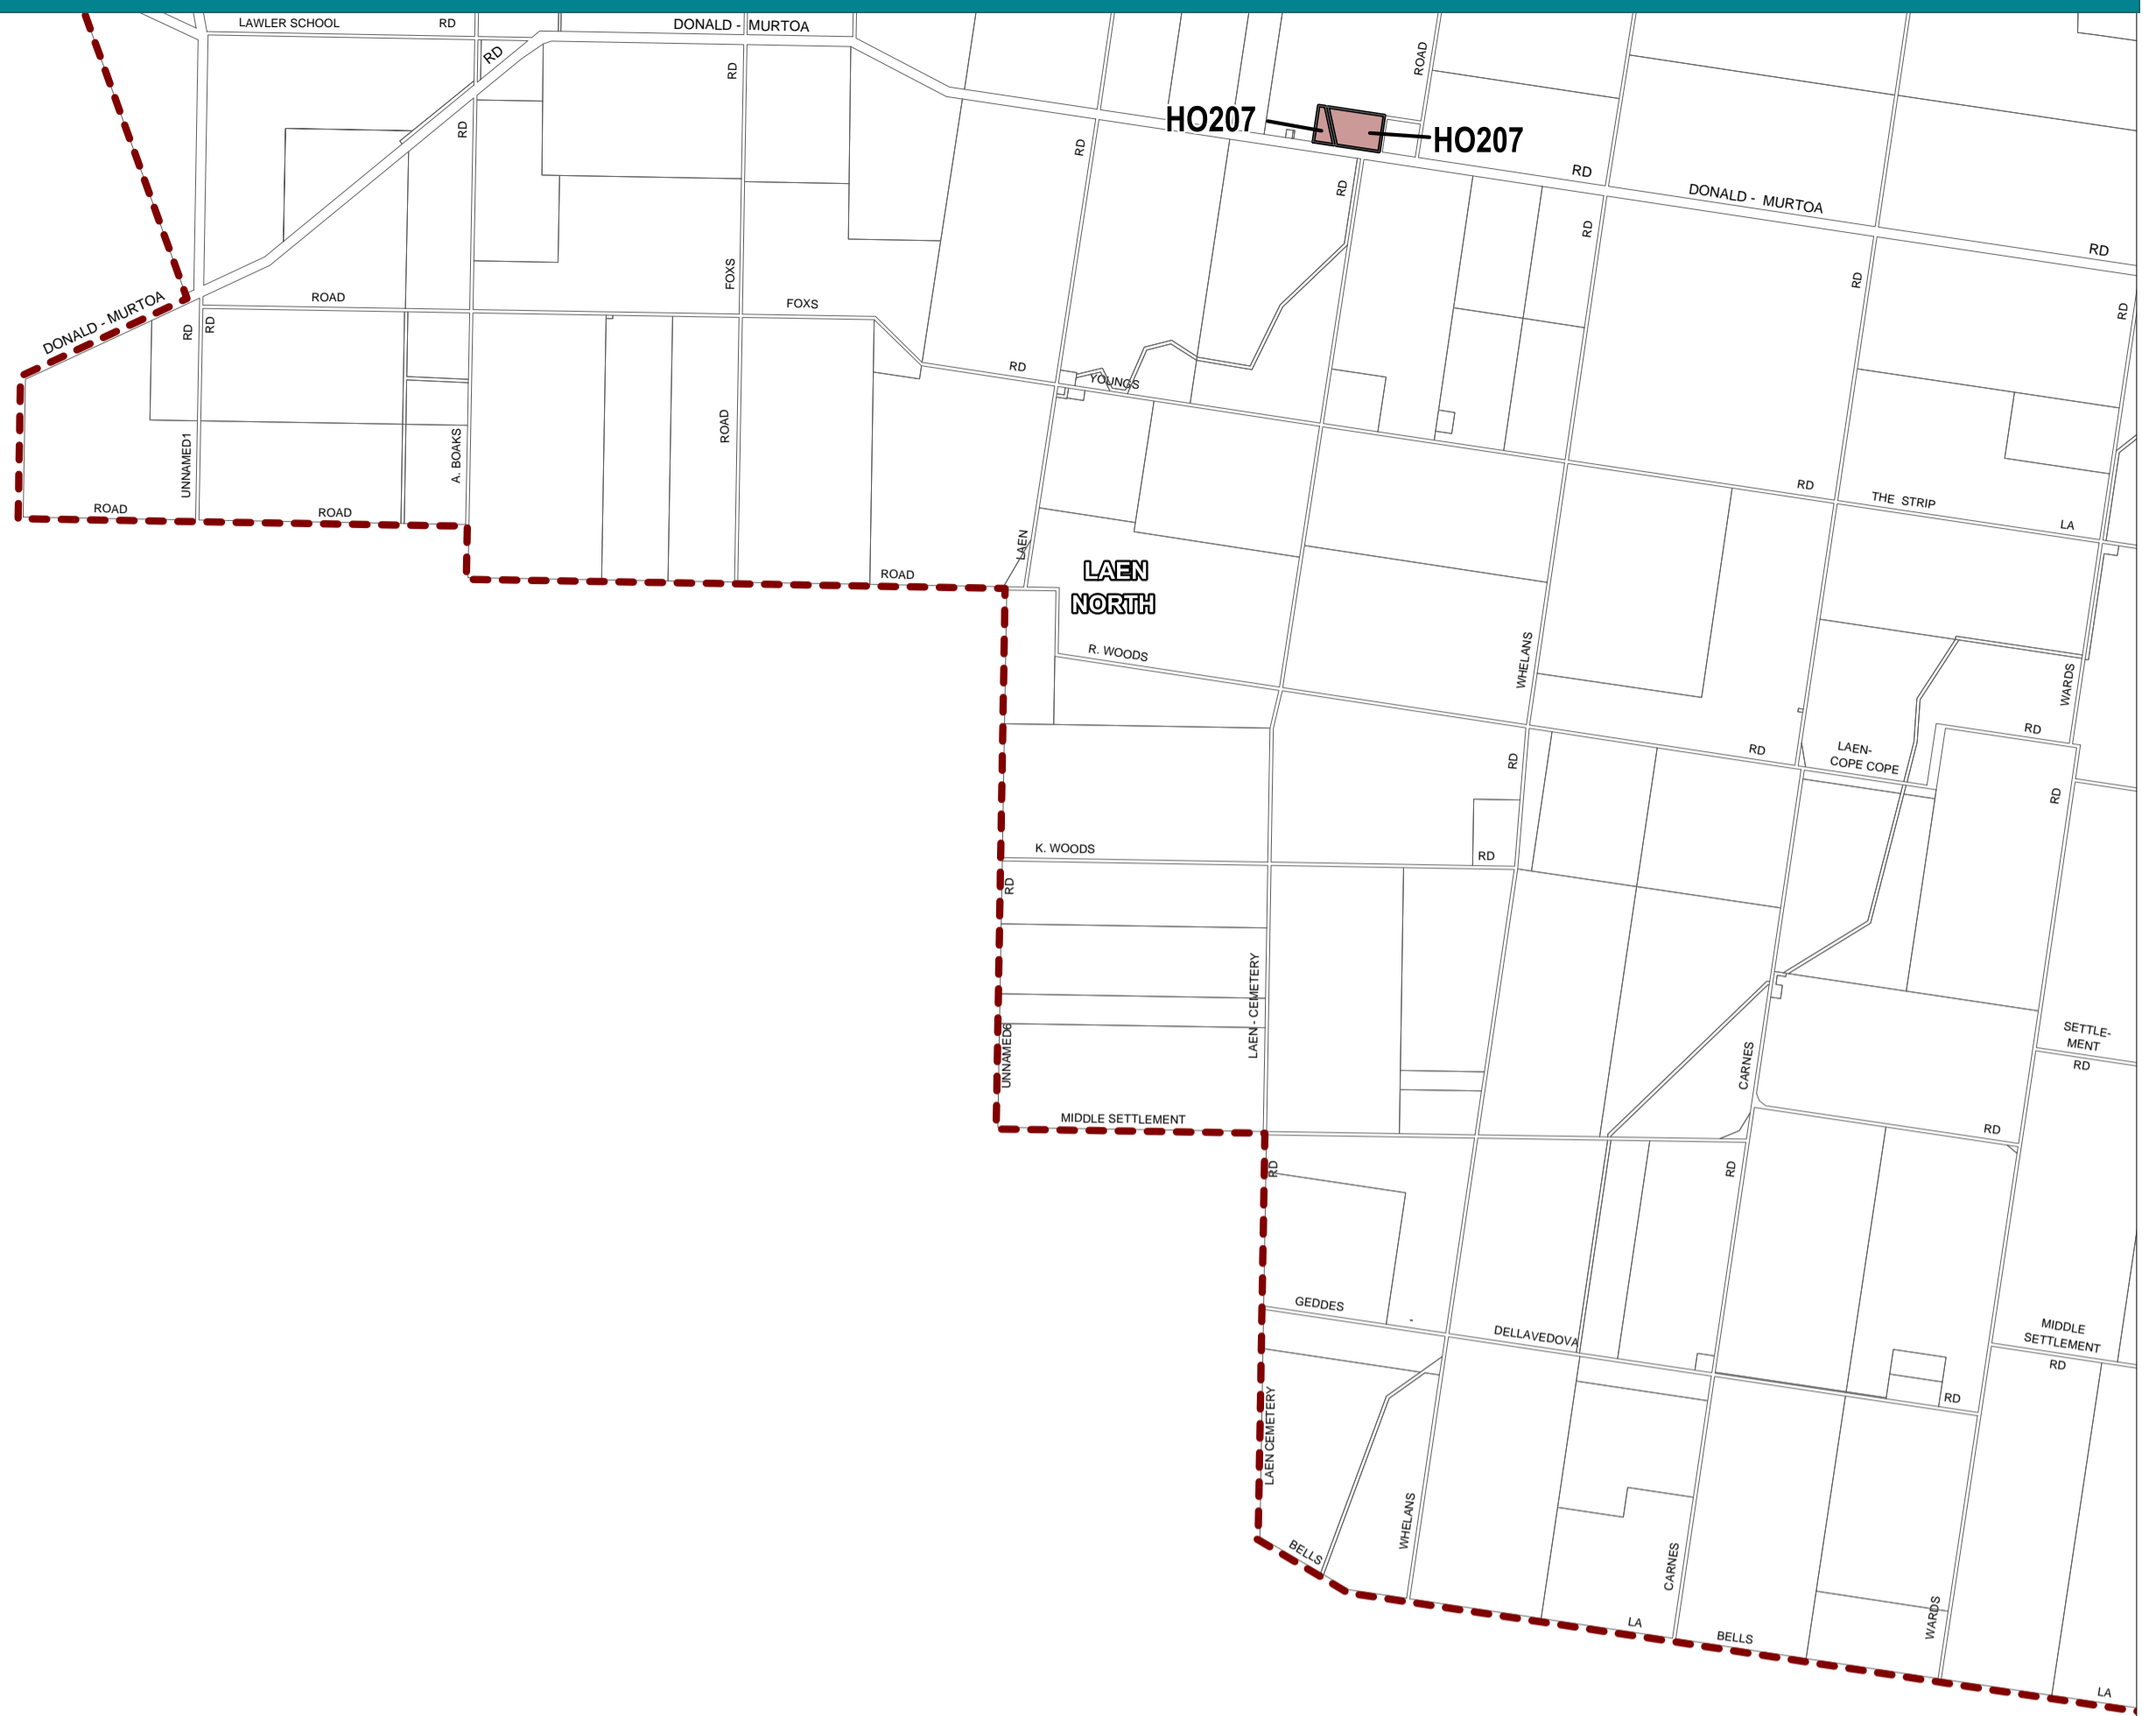 LAWLER SCHOOL RD
DONALD - MURTOA
RD
RD
RD
ROAD
HO207
HO207
RD
RD
RD
RD
DONALD - MURTOA
RD
RD
RD
RD
FOXS
ROAD
FOXS
DONALD - MURTOA
RD
RD
RD
YOUNGS
UNNAMED1
A. BOAKS
ROAD
ROAD
ROAD
ROAD
LAEN
RD
THE STRIP
LA
LAEN
NORTH
R. WOODS
WHELANS
WARDS
RD
RD
RD
LAEN-
COPE COPE
RD
K. WOODS
RD
RD
LAEN - CEMETERY
UNNAMED6
CARNES
SETTLE-
MENT
RD
MIDDLE SETTLEMENT
RD
RD
RD
GEDDES
-
DELLAVEDOVA
RD
MIDDLE
SETTLEMENT
RD
LAEN CEMETERY
WHELANS
BELLS
CARNES
WARDS
LA
BELLS
LA